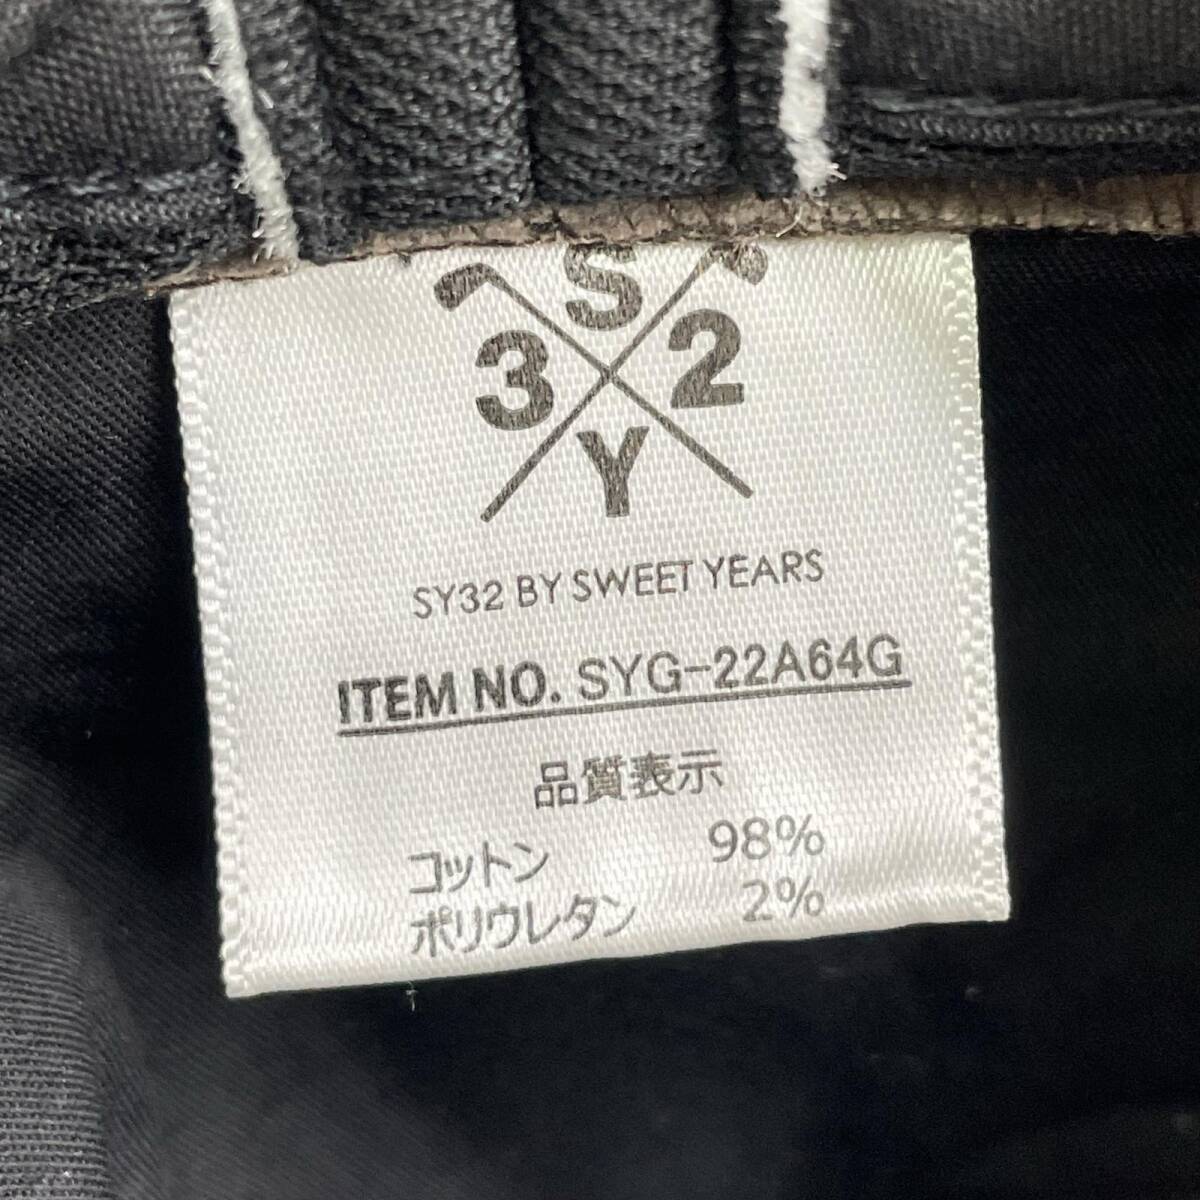 S
3 2
Y
SY32 BY SWEET YEARS
ITEM NO. SYG-22A64G
品質表示
コットン 98%
ポリウレタン 2%